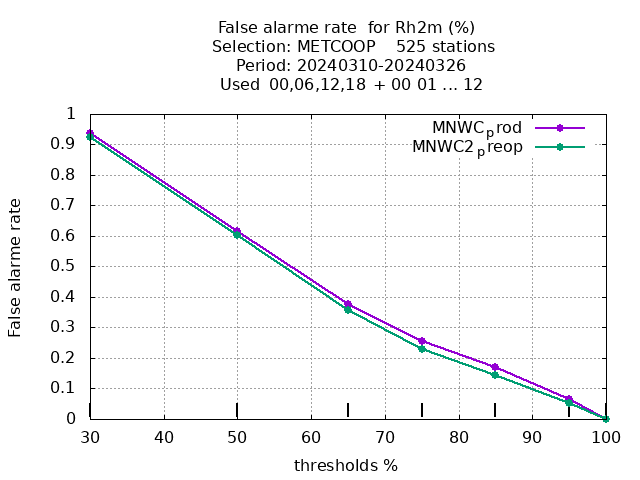 False alarme rate  for Rh2m (%)
Selection: METCOOP    525 stations
Period: 20240310-20240326
Used  00,06,12,18  + 00 01 ... 12
MNWCprod
MNWC2preop
1
0.9
0.8
0.7
0.6
0.5
0.4
0.3
0.2
0.1
0
False alarme rate
30 40 50 60 70 80 90 100
thresholds %